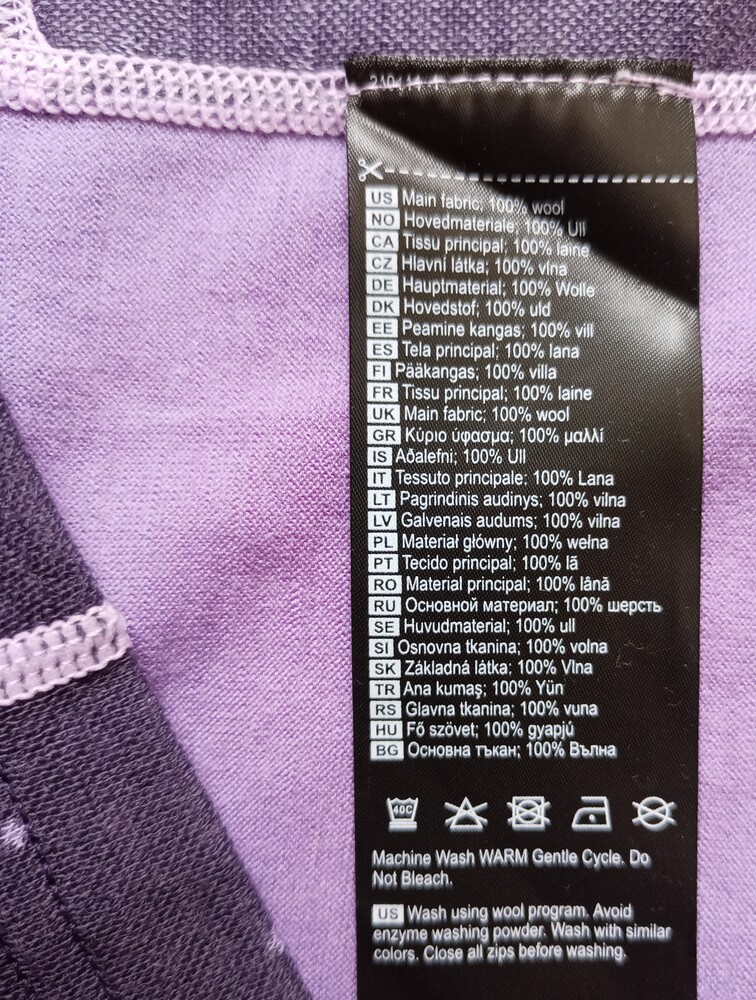 US Main fabric; 100% wool
NO Hovedmateriale; 100% Ull
CA Tissu principal; 100% laine
CZ Hlavní látka; 100% vlna
DE Hauptmaterial; 100% Wolle
DK Hovedstof; 100% uld
EE Peamine kangas; 100% vill
ES Tela principal; 100% lana
FI Pääkangas; 100% villa
FR Tissu principal; 100% laine
UK Main fabric; 100% wool
GR Κύριο ύφασμα; 100% μαλλί
IS Aðalefni; 100% Ull
IT Tessuto principale; 100% Lana
LT Pagrindinis audinys; 100% vilna
LV Galvenais audums; 100% vilna
PL Materiał główny; 100% wełna
PT Tecido principal; 100% lã
RO Material principal; 100% lână
RU Основной материал; 100% шерсть
SE Huvudmaterial; 100% ull
SI Osnovna tkanina; 100% volna
SK Základná látka; 100% Vlna
TR Ana kumaş; 100% Yün
RS Glavna tkanina; 100% vuna
HU Fő szövet; 100% gyapjú
BG Основна тъкан; 100% Вълна
40C
Machine Wash WARM Gentle Cycle. Do
Not Bleach.
US Wash using wool program. Avoid
enzyme washing powder. Wash with similar
colors. Close all zips before washing.